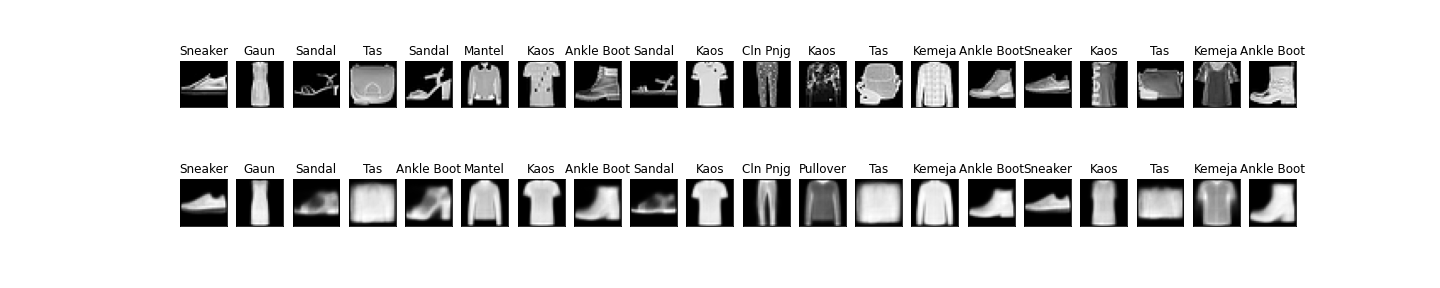 Sneaker Gaun Sandal Tas Sandal Mantel Kaos Ankle Boot Sandal Kaos Cln Pnjg Kaos Tas Kemeja Ankle Boot Sneaker Kaos Tas Kemeja Ankle Boot
Sneaker Gaun Sandal Tas Ankle Boot Mantel Kaos Ankle Boot Sandal Kaos Cln Pnjg Pullover Tas Kemeja Ankle Boot Sneaker Kaos Tas Kemeja Ankle Boot